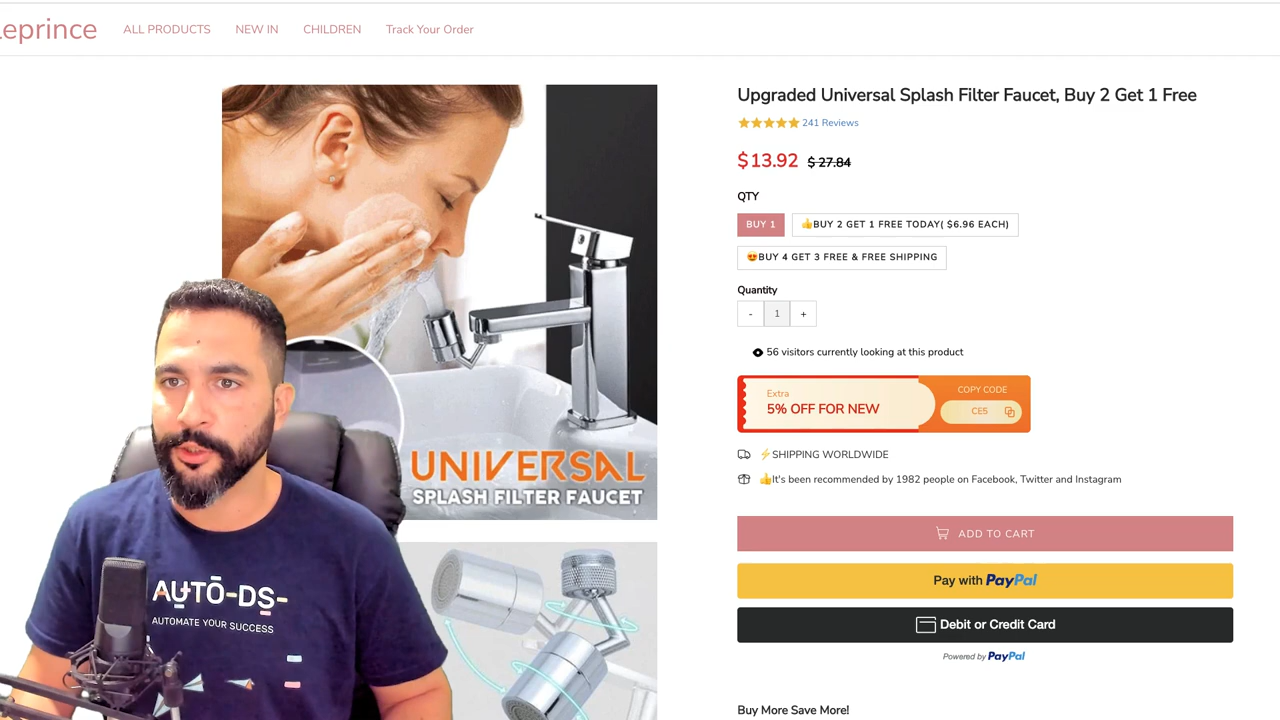 eprince
ALL PRODUCTS
NEW IN
CHILDREN
Track Your Order
Upgraded Universal Splash Filter Faucet, Buy 2 Get 1 Free
241 Reviews
$13.92 $27.84
QTY
BUY 1
👍BUY 2 GET 1 FREE TODAY( $6.96 EACH)
😍BUY 4 GET 3 FREE & FREE SHIPPING
Quantity
- 1 +
56 visitors currently looking at this product
Extra
5% OFF FOR NEW
COPY CODE
CE5
⚡SHIPPING WORLDWIDE
👍It's been recommended by 1982 people on Facebook, Twitter and Instagram
ADD TO CART
Pay with PayPal
Debit or Credit Card
Powered by PayPal
Buy More Save More!
UNIVERSAL
SPLASH FILTER FAUCET
AUTO-DS-
AUTOMATE YOUR SUCCESS